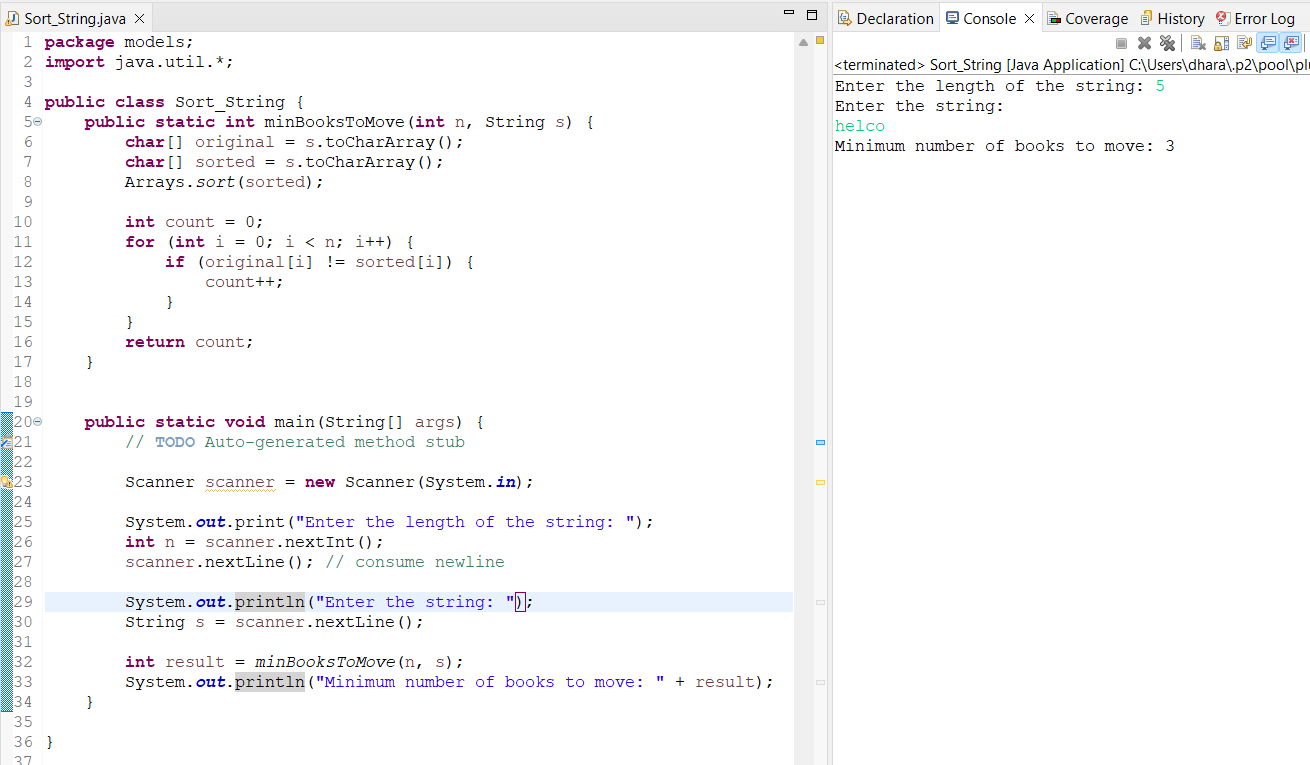 Sort_String.java
1 package models;
2 import java.util.*;
3
4 public class Sort_String {
5     public static int minBooksToMove(int n, String s) {
6         char[] original = s.toCharArray();
7         char[] sorted = s.toCharArray();
8         Arrays.sort(sorted);
9
10         int count = 0;
11         for (int i = 0; i < n; i++) {
12             if (original[i] != sorted[i]) {
13                 count++;
14             }
15         }
16         return count;
17     }
18
19
20     public static void main(String[] args) {
21         // TODO Auto-generated method stub
22
23         Scanner scanner = new Scanner(System.in);
24
25         System.out.print("Enter the length of the string: ");
26         int n = scanner.nextInt();
27         scanner.nextLine(); // consume newline
28
29         System.out.println("Enter the string: ");
30         String s = scanner.nextLine();
31
32         int result = minBooksToMove(n, s);
33         System.out.println("Minimum number of books to move: " + result);
34     }
35
36 }
37
Declaration Console Coverage History Error Log
<terminated> Sort_String [Java Application] C:\Users\dhara\.p2\pool\plu
Enter the length of the string: 5
Enter the string:
helco
Minimum number of books to move: 3